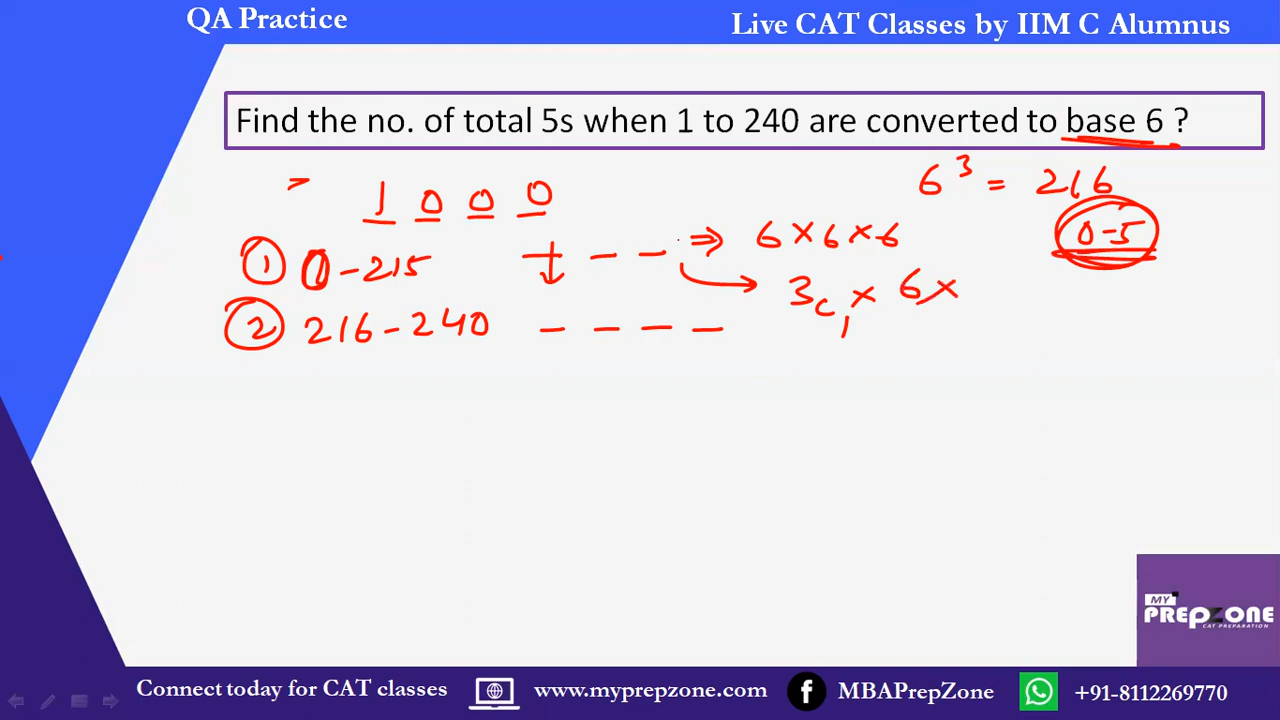 QA Practice
Live CAT Classes by IIM C Alumnus
Find the no. of total 5s when 1 to 240 are converted to base 6 ?
1 0 0 0
6³ = 216
0-5
① 0-215 _ _ _ ⇒ 6×6×6
3c₁ × 6×
② 216-240 _ _ _ _
MY
PREPZONE
CAT PREPARATION
Connect today for CAT classes www.myprepzone.com MBAPrepZone +91-8112269770